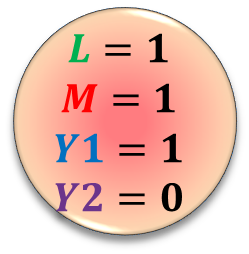 L = 1
M = 1
Y1 = 1
Y2 = 0